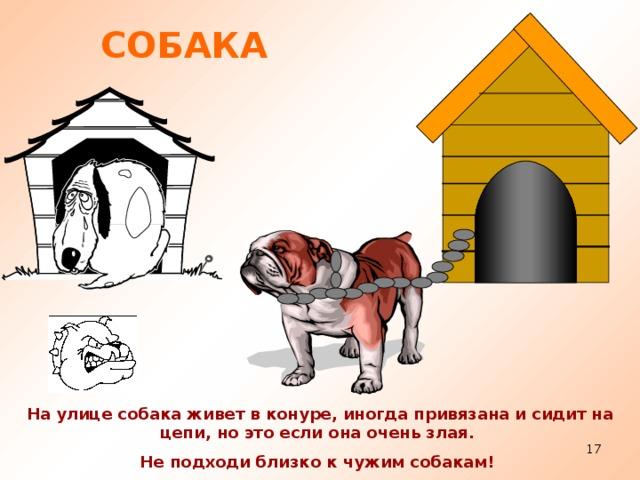 СОБАКА
На улице собака живет в конуре, иногда привязана и сидит на
цепи, но это если она очень злая.
17
Не подходи близко к чужим собакам!